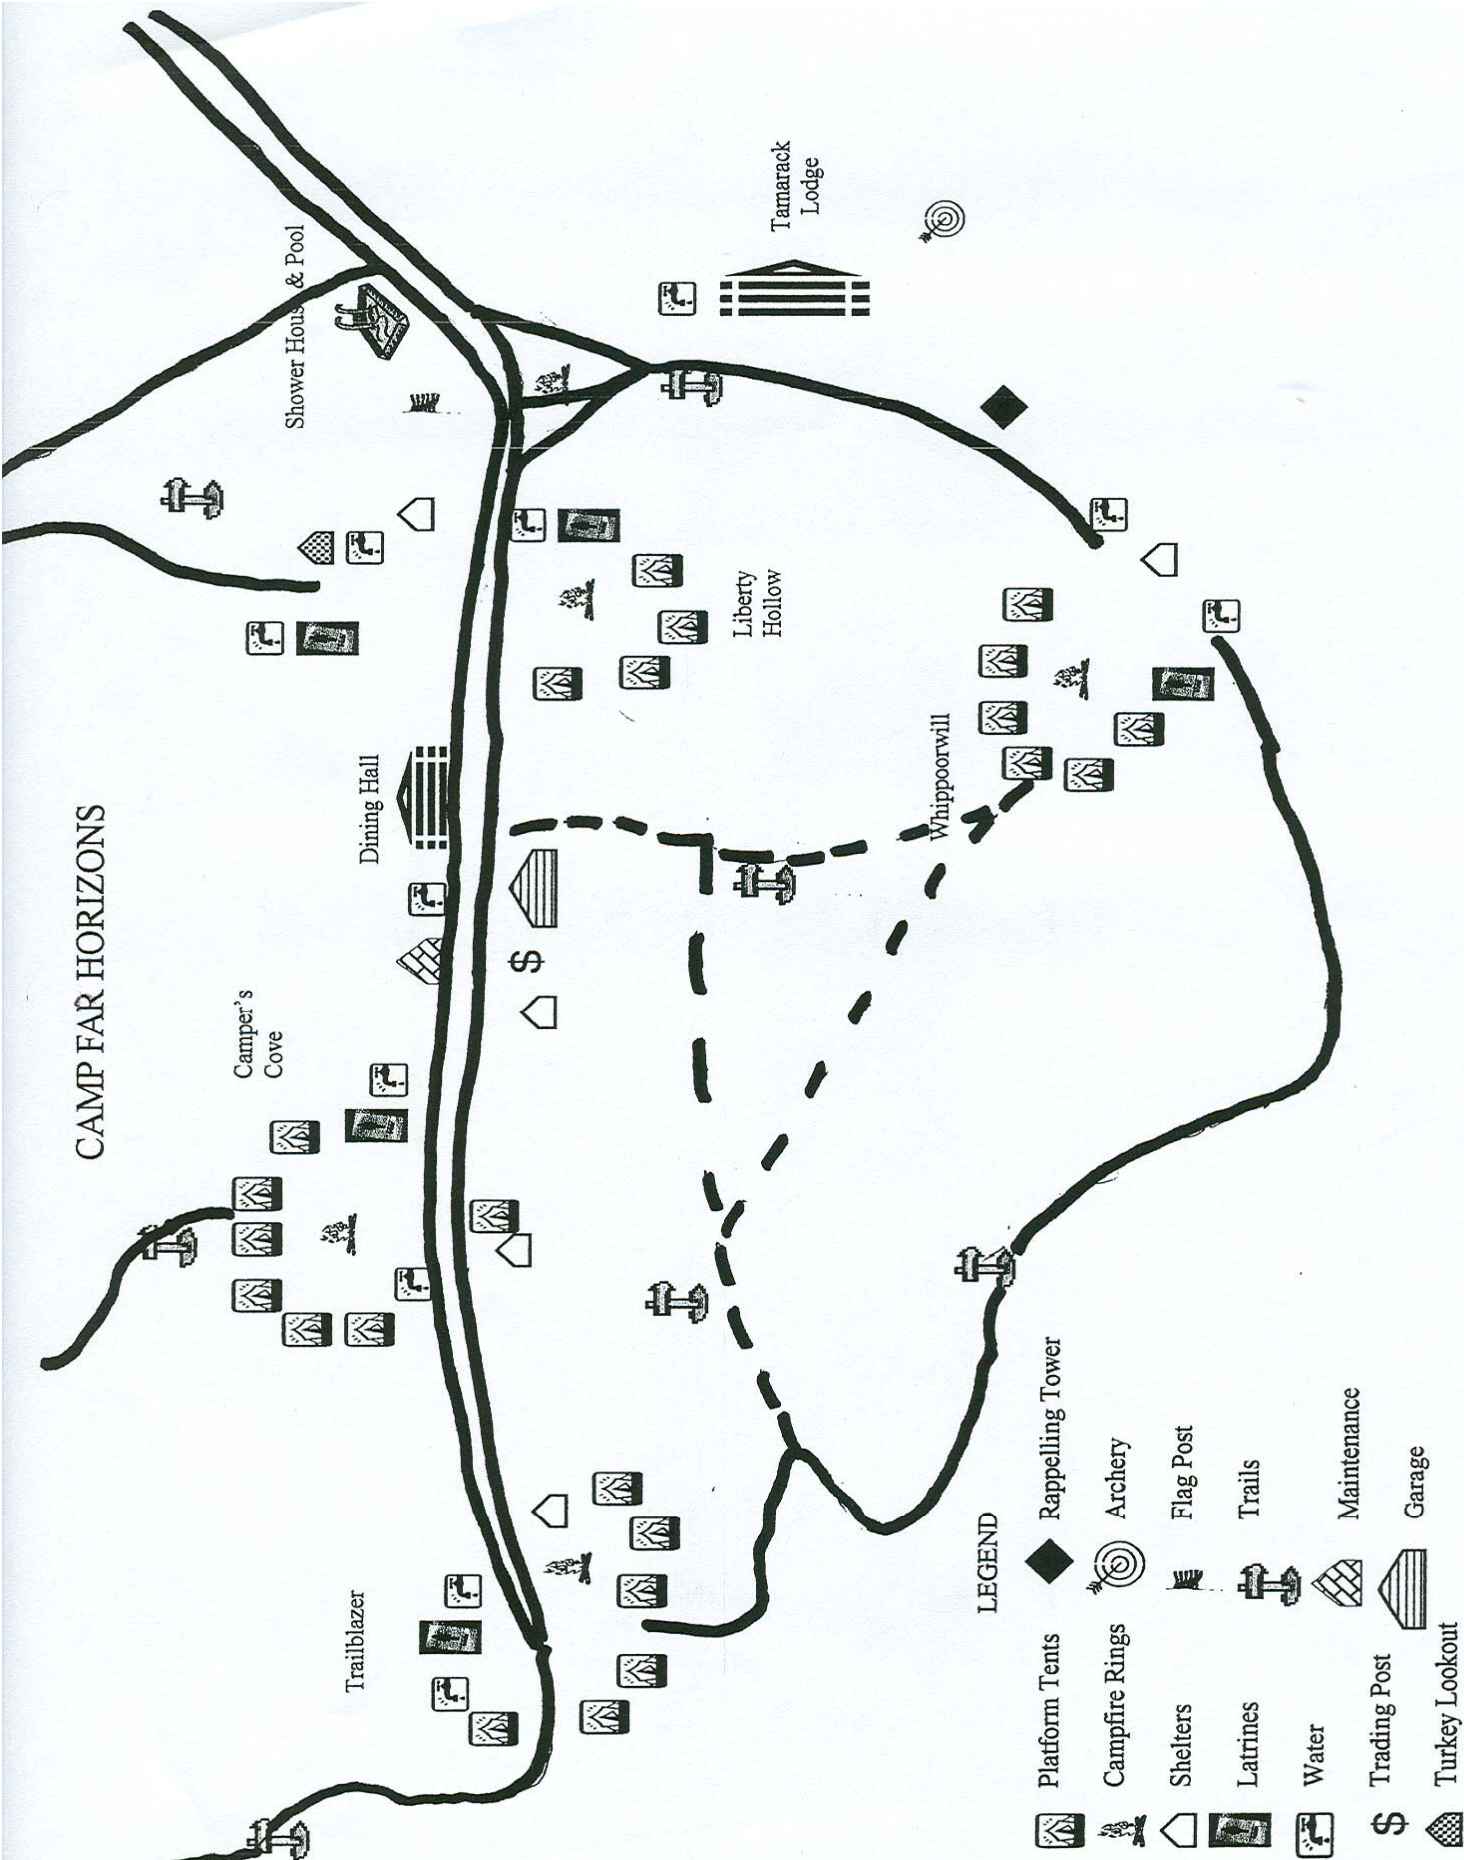 CAMP FAR HORIZONS
Camper's
Cove
Shower House & Pool
Trailblazer
Dining Hall
$
Liberty
Hollow
Tamarack
Lodge
Whippoorwill
LEGEND
Platform Tents
Rappelling Tower
Campfire Rings
Archery
Shelters
Flag Post
Latrines
Trails
Water
Maintenance
$ Trading Post
Garage
Turkey Lookout